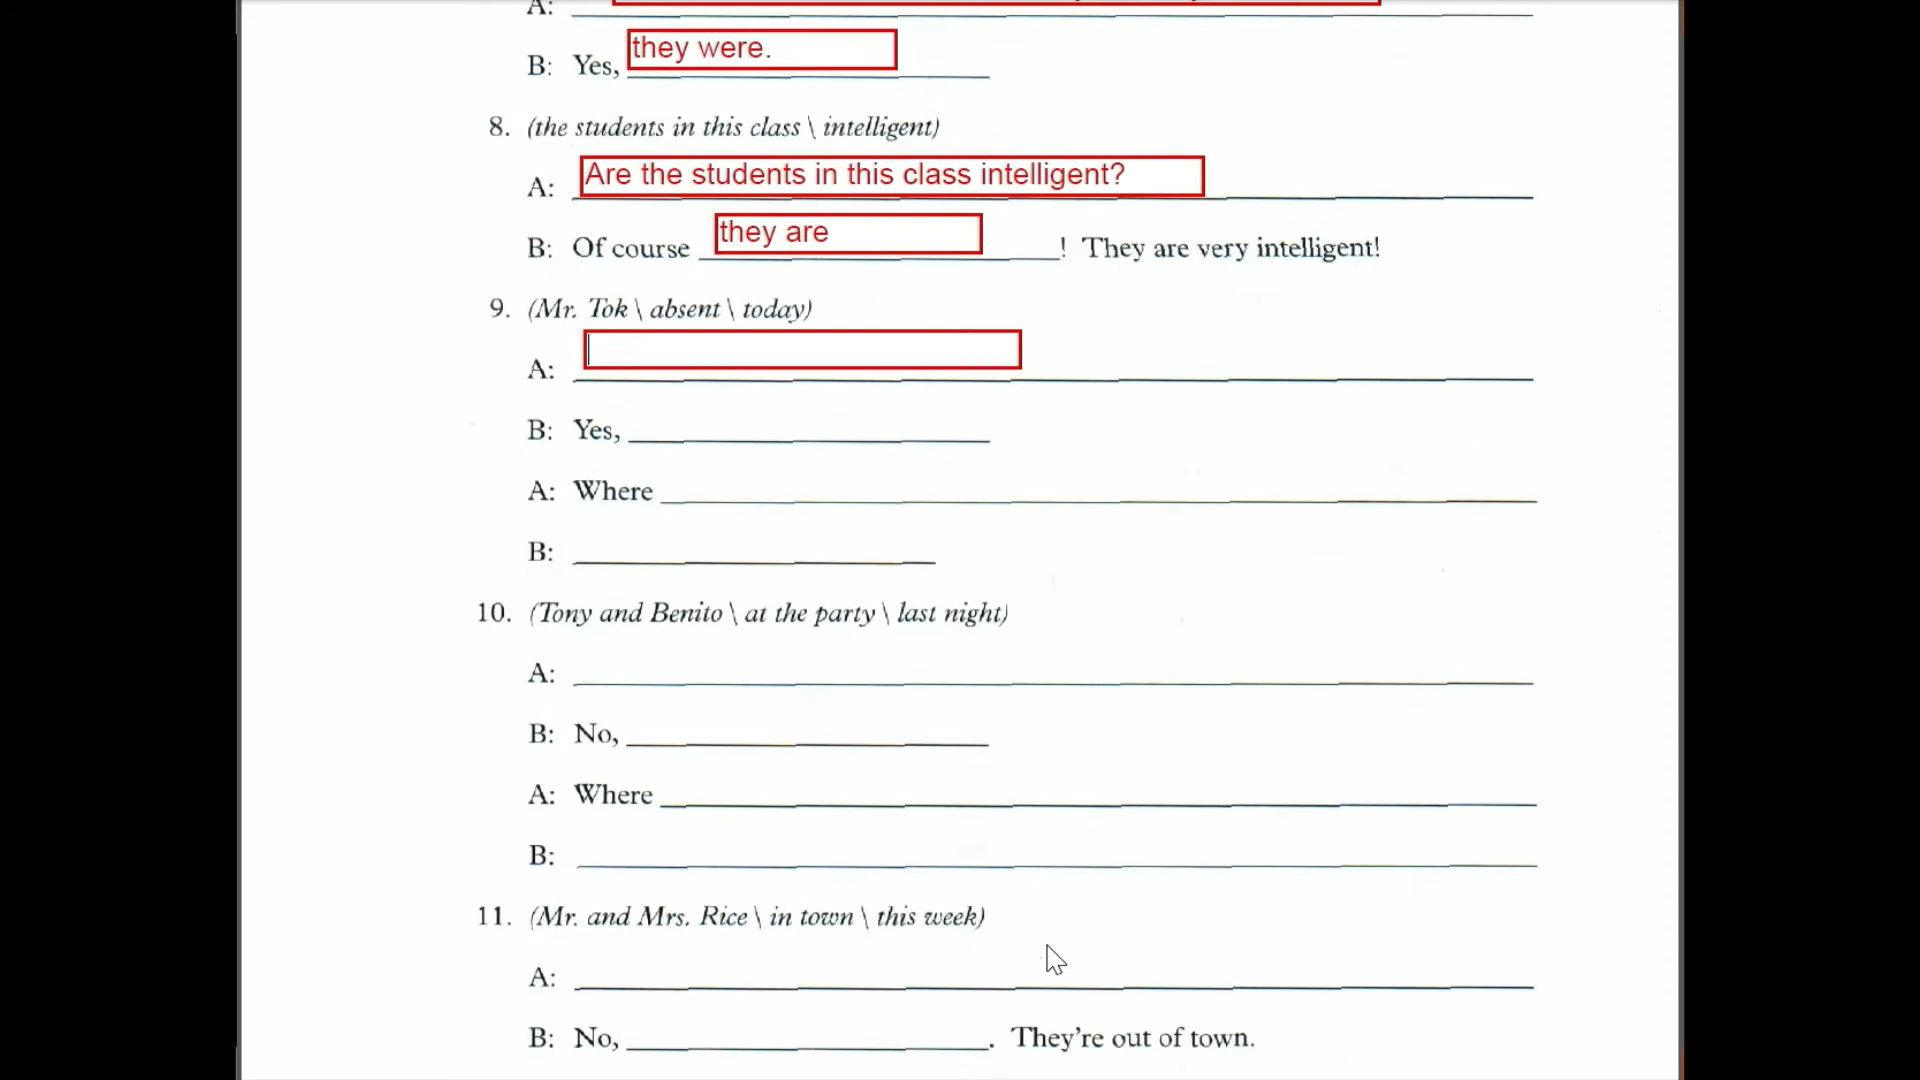 A:
they were.
B: Yes,
8. (the students in this class \ intelligent)
Are the students in this class intelligent?
A:
they are
B: Of course ! They are very intelligent!
9. (Mr. Tok \ absent \ today)
A:
B: Yes,
A: Where
B:
10. (Tony and Benito \ at the party \ last night)
A:
B: No,
A: Where
B:
11. (Mr. and Mrs. Rice \ in town \ this week)
A:
B: No, . They're out of town.